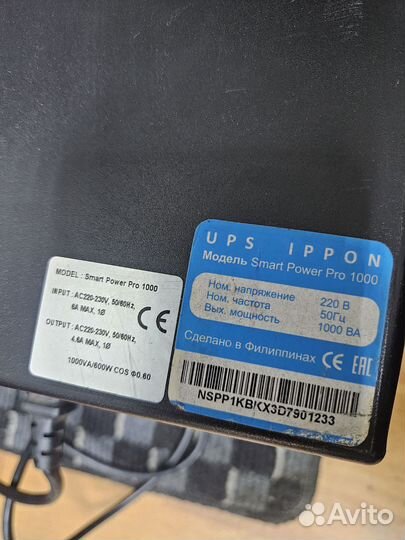 MODEL : Smart Power Pro 1000
INPUT : AC220-230V, 50/60Hz,
6A MAX, 1Ø
OUTPUT : AC220-230V, 50/60Hz,
4.6A MAX, 1Ø
1000VA/600W COS Φ0.60
CE
UPS IPPON
Модель Smart Power Pro 1000
Ном. напряжение 220 В
Ном. частота 50Гц
Вых. мощность 1000 ВА
Сделано в Филиппинах CE EAC
NSPP1KBKX3D7901233
Avito